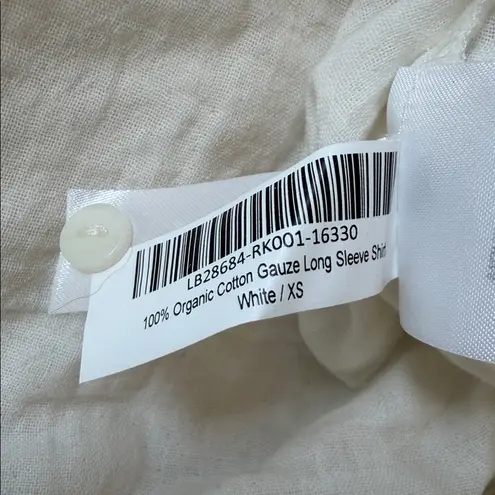 LB28684-RK001-16330
100% Organic Cotton Gauze Long Sleeve Shirt
White / XS